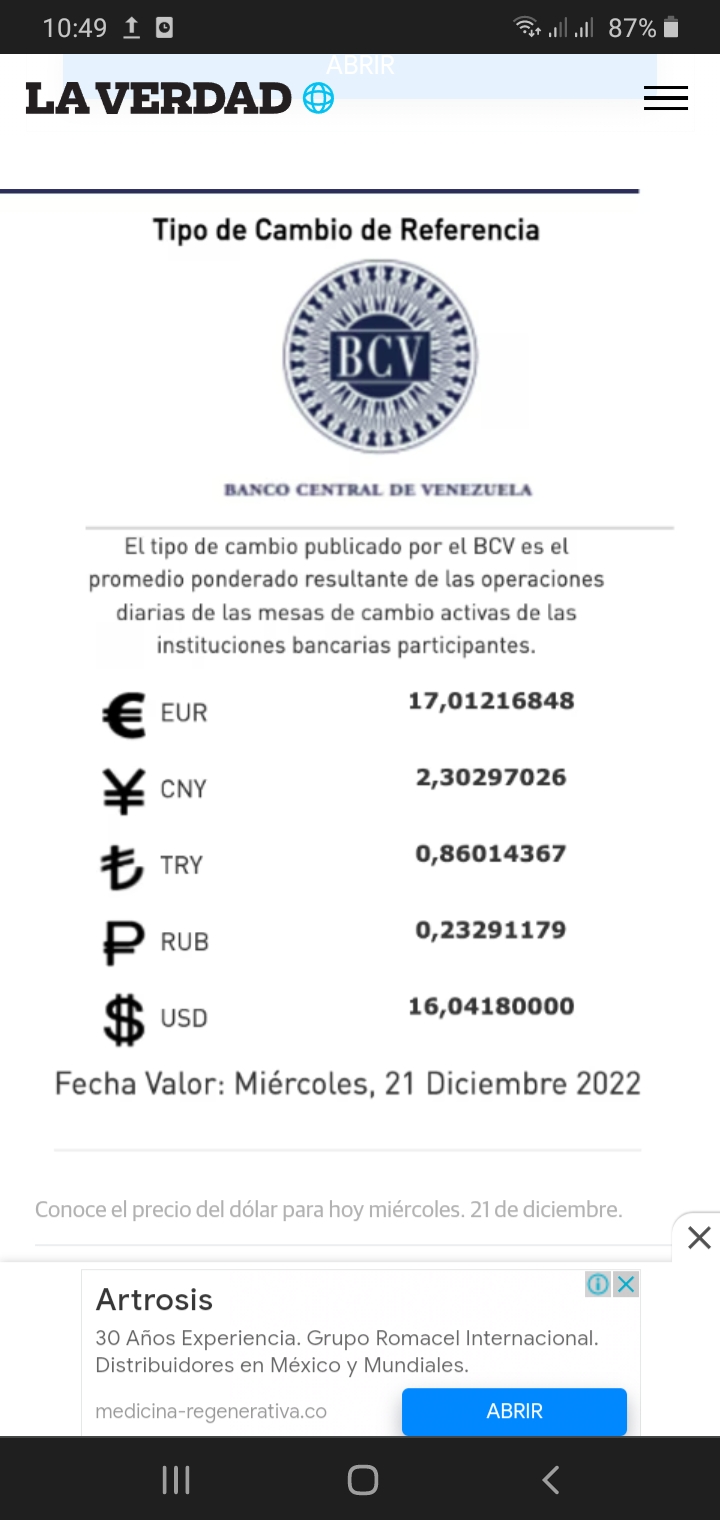 10:49 87%
ABRIR
LA VERDAD
Tipo de Cambio de Referencia
BCV
BANCO CENTRAL DE VENEZUELA
El tipo de cambio publicado por el BCV es el
promedio ponderado resultante de las operaciones
diarias de las mesas de cambio activas de las
instituciones bancarias participantes.
€ EUR 17,01216848
¥ CNY 2,30297026
₺ TRY 0,86014367
₽ RUB 0,23291179
$ USD 16,04180000
Fecha Valor: Miércoles, 21 Diciembre 2022
Conoce el precio del dólar para hoy miércoles. 21 de diciembre.
Artrosis
30 Años Experiencia. Grupo Romacel Internacional.
Distribuidores en México y Mundiales.
medicina-regenerativa.co ABRIR